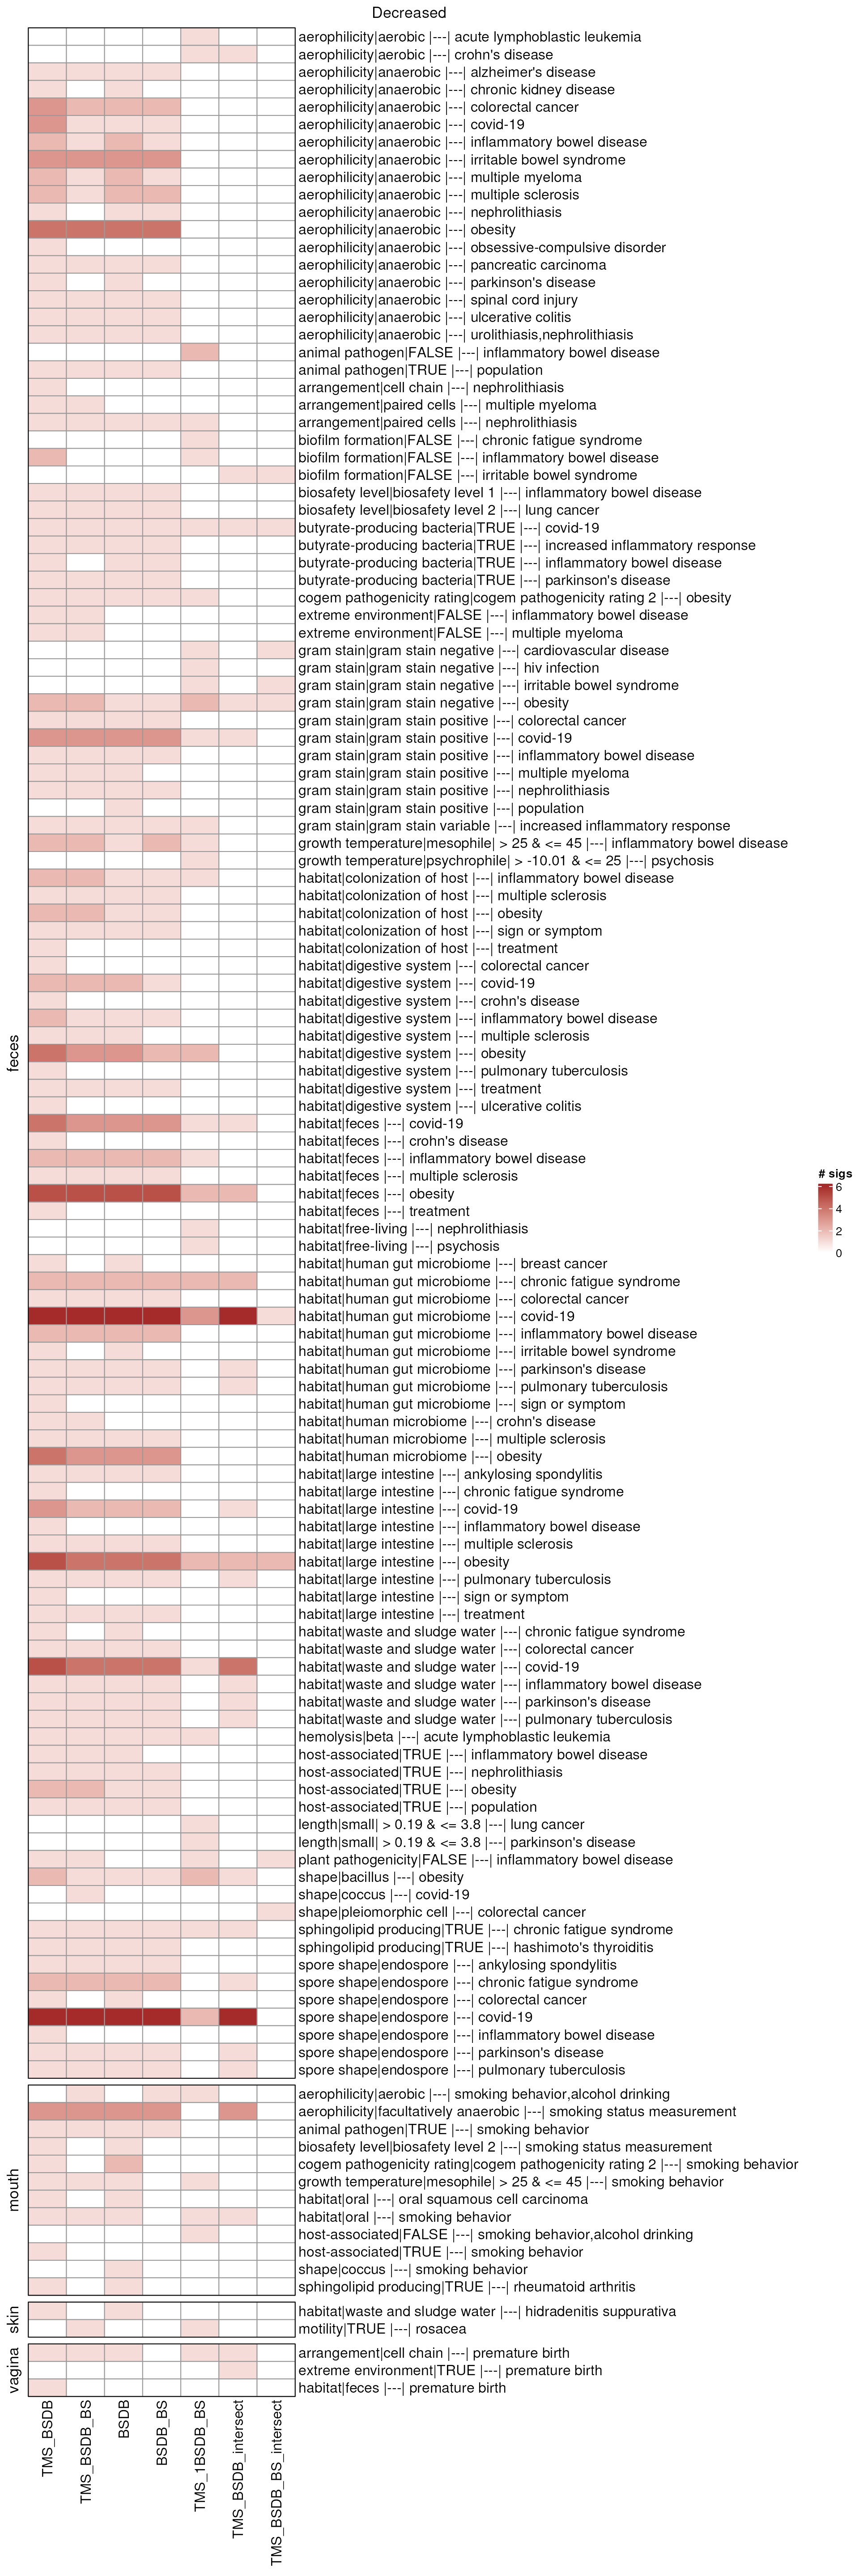 Decreased
aerophilicity|aerobic |---| acute lymphoblastic leukemia
aerophilicity|aerobic |---| crohn's disease
aerophilicity|anaerobic |---| alzheimer's disease
aerophilicity|anaerobic |---| chronic kidney disease
aerophilicity|anaerobic |---| colorectal cancer
aerophilicity|anaerobic |---| covid-19
aerophilicity|anaerobic |---| inflammatory bowel disease
aerophilicity|anaerobic |---| irritable bowel syndrome
aerophilicity|anaerobic |---| multiple myeloma
aerophilicity|anaerobic |---| multiple sclerosis
aerophilicity|anaerobic |---| nephrolithiasis
aerophilicity|anaerobic |---| obesity
aerophilicity|anaerobic |---| obsessive-compulsive disorder
aerophilicity|anaerobic |---| pancreatic carcinoma
aerophilicity|anaerobic |---| parkinson's disease
aerophilicity|anaerobic |---| spinal cord injury
aerophilicity|anaerobic |---| ulcerative colitis
aerophilicity|anaerobic |---| urolithiasis,nephrolithiasis
animal pathogen|FALSE |---| inflammatory bowel disease
animal pathogen|TRUE |---| population
arrangement|cell chain |---| nephrolithiasis
arrangement|paired cells |---| multiple myeloma
arrangement|paired cells |---| nephrolithiasis
biofilm formation|FALSE |---| chronic fatigue syndrome
biofilm formation|FALSE |---| inflammatory bowel disease
biofilm formation|FALSE |---| irritable bowel syndrome
biosafety level|biosafety level 1 |---| inflammatory bowel disease
biosafety level|biosafety level 2 |---| lung cancer
butyrate-producing bacteria|TRUE |---| covid-19
butyrate-producing bacteria|TRUE |---| increased inflammatory response
butyrate-producing bacteria|TRUE |---| inflammatory bowel disease
butyrate-producing bacteria|TRUE |---| parkinson's disease
cogem pathogenicity rating|cogem pathogenicity rating 2 |---| obesity
extreme environment|FALSE |---| inflammatory bowel disease
extreme environment|FALSE |---| multiple myeloma
gram stain|gram stain negative |---| cardiovascular disease
gram stain|gram stain negative |---| hiv infection
gram stain|gram stain negative |---| irritable bowel syndrome
gram stain|gram stain negative |---| obesity
gram stain|gram stain positive |---| colorectal cancer
gram stain|gram stain positive |---| covid-19
gram stain|gram stain positive |---| inflammatory bowel disease
gram stain|gram stain positive |---| multiple myeloma
gram stain|gram stain positive |---| nephrolithiasis
gram stain|gram stain positive |---| population
gram stain|gram stain variable |---| increased inflammatory response
growth temperature|mesophile| > 25 & <= 45 |---| inflammatory bowel disease
growth temperature|psychrophile| > -10.01 & <= 25 |---| psychosis
habitat|colonization of host |---| inflammatory bowel disease
habitat|colonization of host |---| multiple sclerosis
habitat|colonization of host |---| obesity
habitat|colonization of host |---| sign or symptom
habitat|colonization of host |---| treatment
habitat|digestive system |---| colorectal cancer
habitat|digestive system |---| covid-19
habitat|digestive system |---| crohn's disease
habitat|digestive system |---| inflammatory bowel disease
habitat|digestive system |---| multiple sclerosis
habitat|digestive system |---| obesity
habitat|digestive system |---| pulmonary tuberculosis
habitat|digestive system |---| treatment
habitat|digestive system |---| ulcerative colitis
habitat|feces |---| covid-19
habitat|feces |---| crohn's disease
habitat|feces |---| inflammatory bowel disease
habitat|feces |---| multiple sclerosis
habitat|feces |---| obesity
habitat|feces |---| treatment
habitat|free-living |---| nephrolithiasis
habitat|free-living |---| psychosis
habitat|human gut microbiome |---| breast cancer
habitat|human gut microbiome |---| chronic fatigue syndrome
habitat|human gut microbiome |---| colorectal cancer
habitat|human gut microbiome |---| covid-19
habitat|human gut microbiome |---| inflammatory bowel disease
habitat|human gut microbiome |---| irritable bowel syndrome
habitat|human gut microbiome |---| parkinson's disease
habitat|human gut microbiome |---| pulmonary tuberculosis
habitat|human gut microbiome |---| sign or symptom
habitat|human microbiome |---| crohn's disease
habitat|human microbiome |---| multiple sclerosis
habitat|human microbiome |---| obesity
habitat|large intestine |---| ankylosing spondylitis
habitat|large intestine |---| chronic fatigue syndrome
habitat|large intestine |---| covid-19
habitat|large intestine |---| inflammatory bowel disease
habitat|large intestine |---| multiple sclerosis
habitat|large intestine |---| obesity
habitat|large intestine |---| pulmonary tuberculosis
habitat|large intestine |---| sign or symptom
habitat|large intestine |---| treatment
habitat|waste and sludge water |---| chronic fatigue syndrome
habitat|waste and sludge water |---| colorectal cancer
habitat|waste and sludge water |---| covid-19
habitat|waste and sludge water |---| inflammatory bowel disease
habitat|waste and sludge water |---| parkinson's disease
habitat|waste and sludge water |---| pulmonary tuberculosis
hemolysis|beta |---| acute lymphoblastic leukemia
host-associated|TRUE |---| inflammatory bowel disease
host-associated|TRUE |---| nephrolithiasis
host-associated|TRUE |---| obesity
host-associated|TRUE |---| population
length|small| > 0.19 & <= 3.8 |---| lung cancer
length|small| > 0.19 & <= 3.8 |---| parkinson's disease
plant pathogenicity|FALSE |---| inflammatory bowel disease
shape|bacillus |---| obesity
shape|coccus |---| covid-19
shape|pleiomorphic cell |---| colorectal cancer
sphingolipid producing|TRUE |---| chronic fatigue syndrome
sphingolipid producing|TRUE |---| hashimoto's thyroiditis
spore shape|endospore |---| ankylosing spondylitis
spore shape|endospore |---| chronic fatigue syndrome
spore shape|endospore |---| colorectal cancer
spore shape|endospore |---| covid-19
spore shape|endospore |---| inflammatory bowel disease
spore shape|endospore |---| parkinson's disease
spore shape|endospore |---| pulmonary tuberculosis
feces
aerophilicity|aerobic |---| smoking behavior,alcohol drinking
aerophilicity|facultatively anaerobic |---| smoking status measurement
animal pathogen|TRUE |---| smoking behavior
biosafety level|biosafety level 2 |---| smoking status measurement
cogem pathogenicity rating|cogem pathogenicity rating 2 |---| smoking behavior
growth temperature|mesophile| > 25 & <= 45 |---| smoking behavior
habitat|oral |---| oral squamous cell carcinoma
habitat|oral |---| smoking behavior
host-associated|FALSE |---| smoking behavior,alcohol drinking
host-associated|TRUE |---| smoking behavior
shape|coccus |---| smoking behavior
sphingolipid producing|TRUE |---| rheumatoid arthritis
mouth
habitat|waste and sludge water |---| hidradenitis suppurativa
motility|TRUE |---| rosacea
skin
arrangement|cell chain |---| premature birth
extreme environment|TRUE |---| premature birth
habitat|feces |---| premature birth
vagina
TMS_BSDB
TMS_BSDB_BS
BSDB
BSDB_BS
TMS_1BSDB_BS
TMS_BSDB_intersect
TMS_BSDB_BS_intersect
# sigs
6
4
2
0